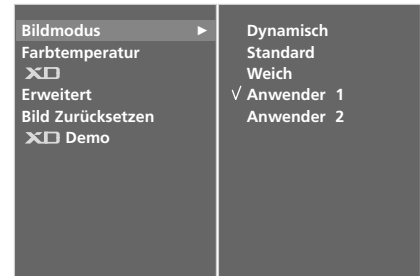 Bildmodus ►
Farbtemperatur
XD
Erweitert
Bild Zurücksetzen
XD Demo
Dynamisch
Standard
Weich
√ Anwender 1
Anwender 2